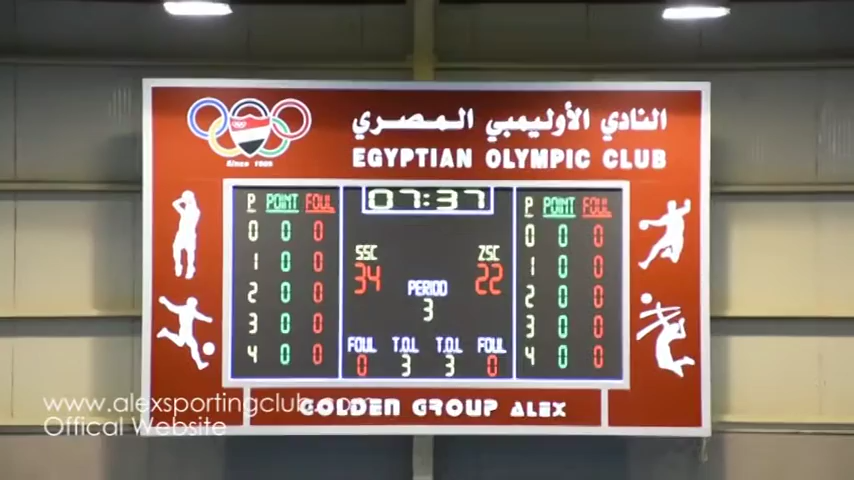 النادي الأوليمبي المصري
EGYPTIAN OLYMPIC CLUB
Since 1905
P POINT FOUL
0 0 0
1 0 0
2 0 0
3 0 0
4 0 0
07:37
SSC ZSC
34 22
PERIOD
3
FOUL T.O.L T.O.L FOUL
0 3 3 0
P POINT FOUL
0 0 0
1 0 0
2 0 0
3 0 0
4 0 0
GOLDEN GROUP ALEX
www.alexsportingclub.com
Offical Website